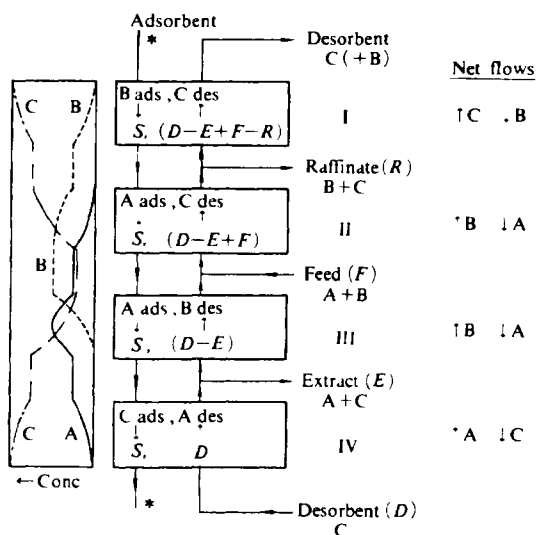 Adsorbent
*
Desorbent
C (+B)
Net flows
C B
B ads, C des
↓ ↑
S, (D−E+F−R)
I
↑C .B
Raffinate (R)
B+C
A ads, C des
S, (D−E+F)
II
↑B ↓A
B
Feed (F)
A+B
A ads, B des
↓ ↑
S, (D−E)
III
↑B ↓A
Extract (E)
A+C
C ads, A des
↓
S, D
IV
↑A ↓C
C A
←Conc
*
Desorbent (D)
C